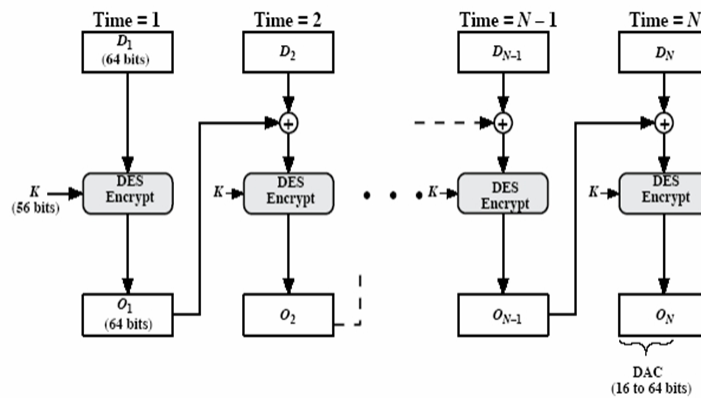 Time = 1
Time = 2
Time = N – 1
Time = N
D1
(64 bits)
D2
DN–1
DN
+
+
+
K
(56 bits)
DES
Encrypt
K
DES
Encrypt
• • •
K
DES
Encrypt
K
DES
Encrypt
O1
(64 bits)
O2
ON–1
ON
DAC
(16 to 64 bits)